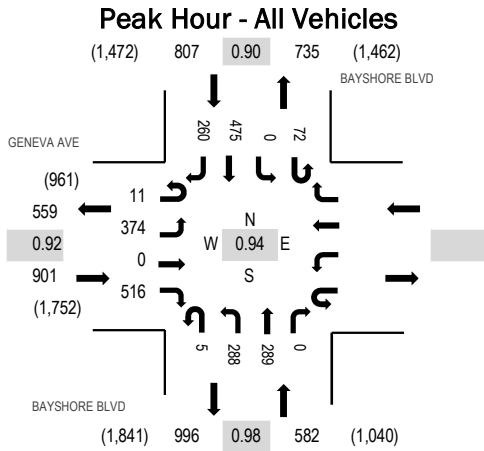 Peak Hour - All Vehicles
(1,472) 807 0.90 735 (1,462)
BAYSHORE BLVD
260 475 0 72
GENEVA AVE
(961)
559
0.92
901
(1,752)
11
374
0
516
N
W 0.94 E
S
5 288 289 0
BAYSHORE BLVD
(1,841) 996 0.98 582 (1,040)